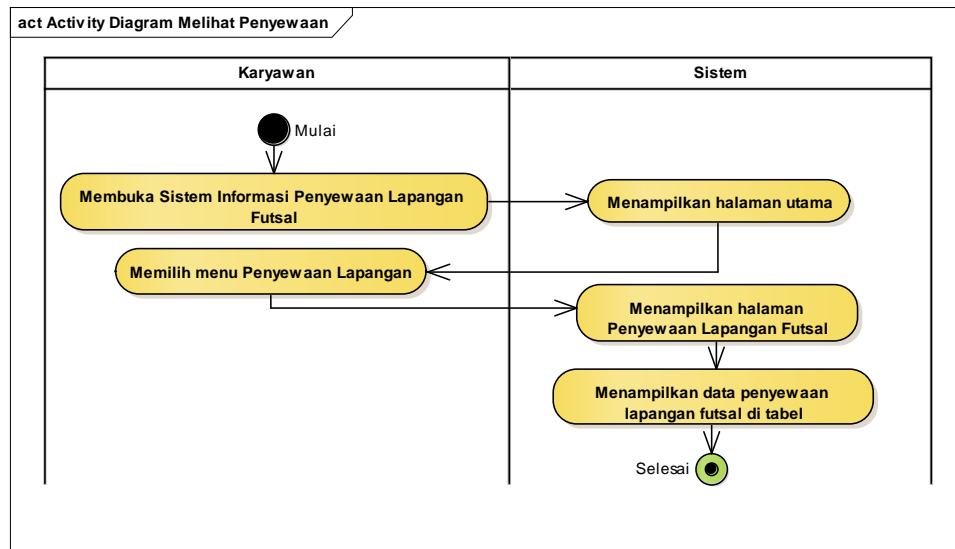 act Activity Diagram Melihat Penyewaan
Karyawan
Sistem
Mulai
Membuka Sistem Informasi Penyewaan Lapangan
Futsal
Menampilkan halaman utama
Memilih menu Penyewaan Lapangan
Menampilkan halaman
Penyewaan Lapangan Futsal
Menampilkan data penyewaan
lapangan futsal di tabel
Selesai